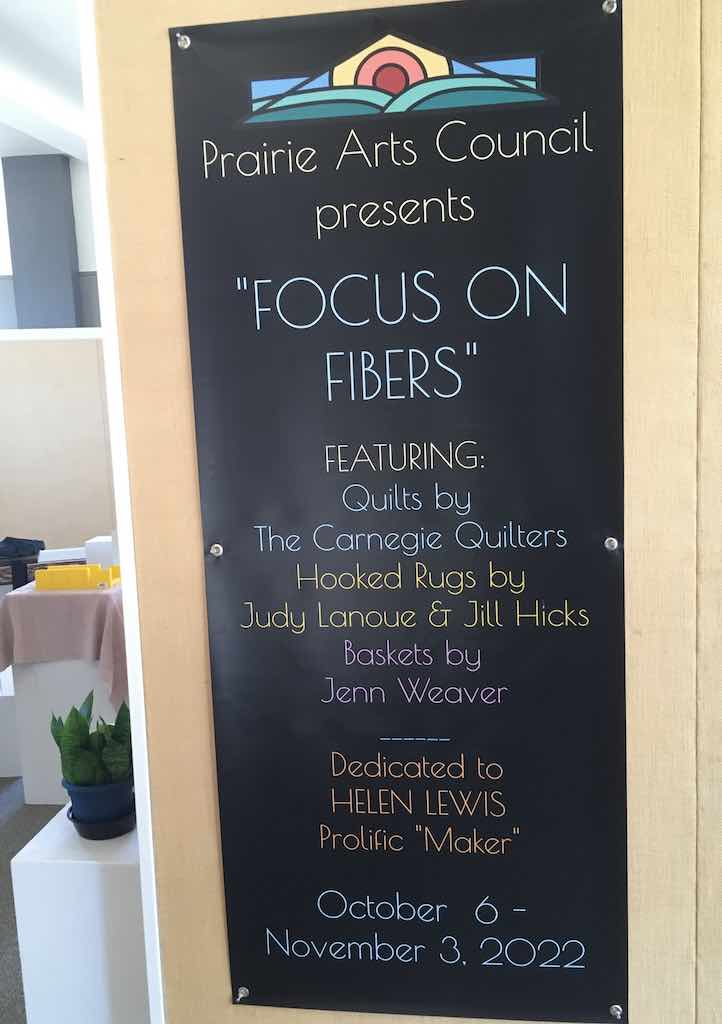 Prairie Arts Council
presents
"FOCUS ON
FIBERS"
FEATURING:
Quilts by
The Carnegie Quilters
Hooked Rugs by
Judy Lanoue & Jill Hicks
Baskets by
Jenn Weaver
______
Dedicated to
HELEN LEWIS
Prolific "Maker"
October 6 -
November 3, 2022